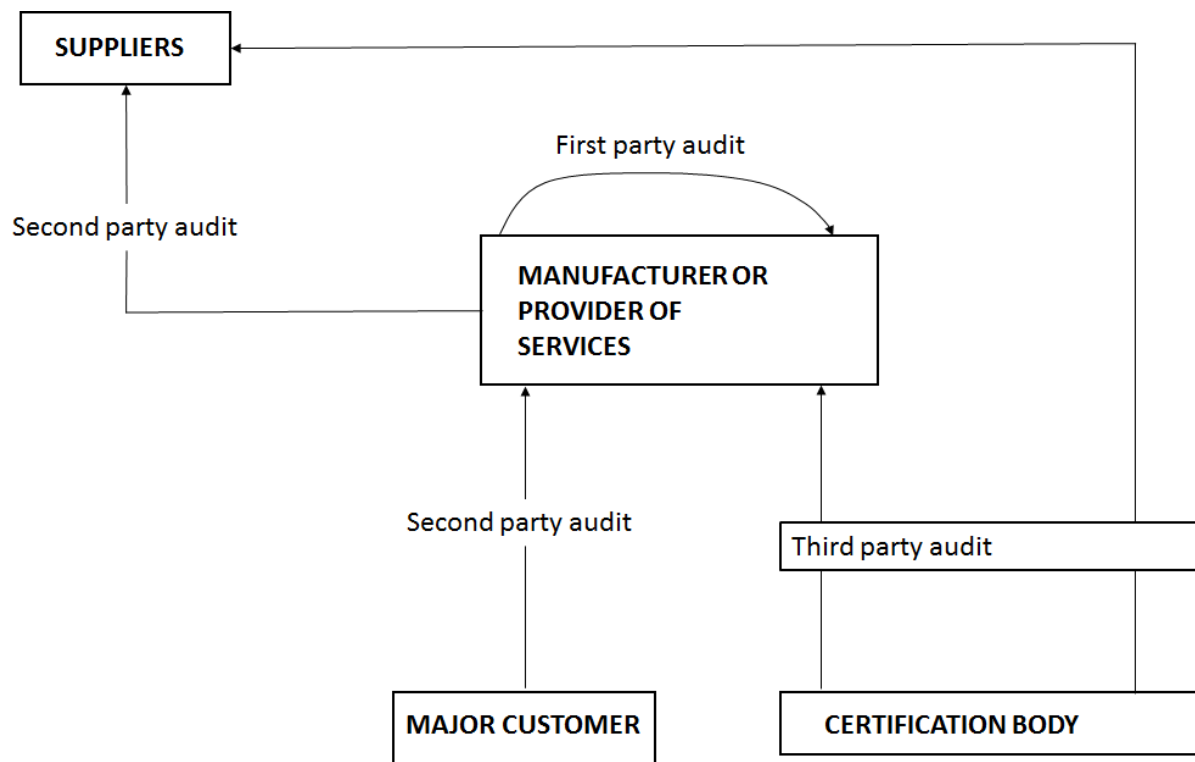 SUPPLIERS
First party audit
Second party audit
MANUFACTURER OR
PROVIDER OF
SERVICES
Second party audit
Third party audit
MAJOR CUSTOMER
CERTIFICATION BODY